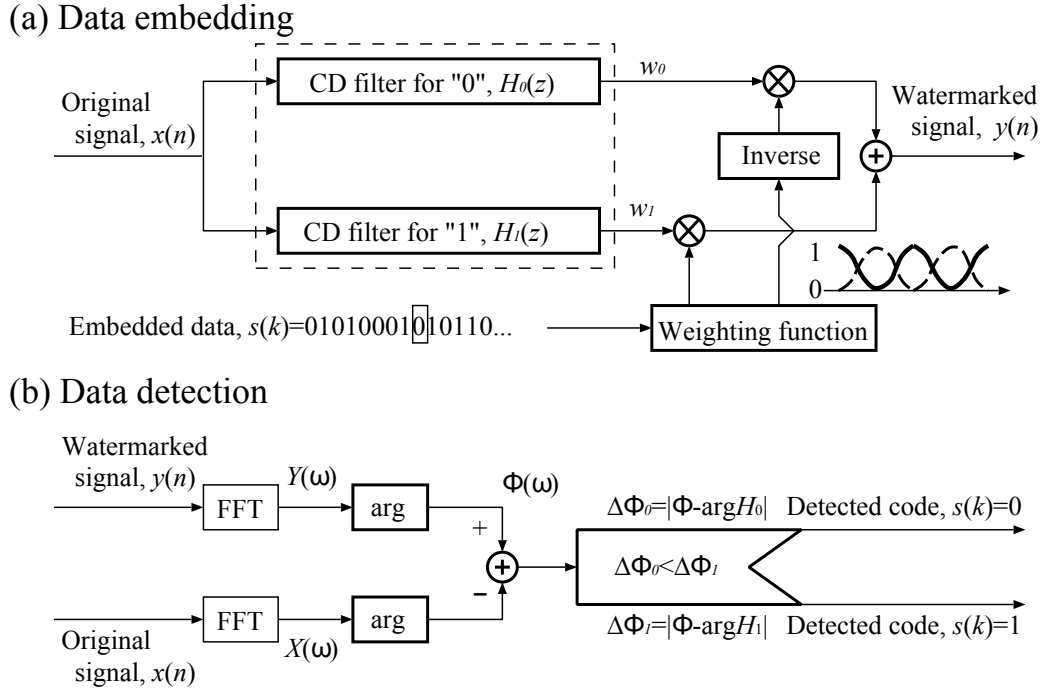 (a) Data embedding
CD filter for "0", H₀(z)
w₀
Original
signal, x(n)
Watermarked
signal, y(n)
Inverse
CD filter for "1", H₁(z)
w₁
1
0
Embedded data, s(k)=01010001010110...
Weighting function
(b) Data detection
Watermarked
signal, y(n)
FFT
Y(ω)
arg
Φ(ω)
+
−
ΔΦ₀=|Φ-argH₀|
Detected code, s(k)=0
ΔΦ₀<ΔΦ₁
ΔΦ₁=|Φ-argH₁|
Detected code, s(k)=1
FFT
X(ω)
arg
Original
signal, x(n)